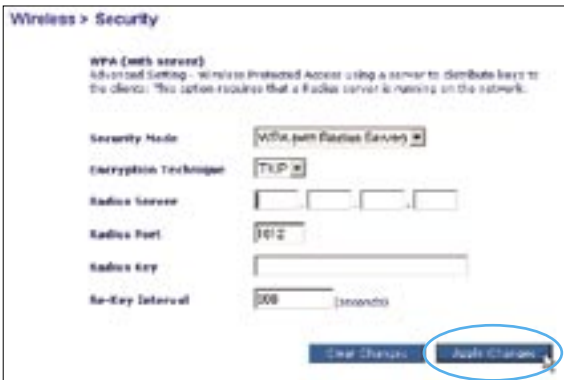 Wireless > Security
WPA (with server)
Advanced Setting - Wireless Protected Access using a server to distribute keys to
the clients: This option requires that a Radius server is running on the network.
Security Mode
WPA (with Radius Server)
Encryption Technique
TKIP
Radius Server
. . .
Radius Port
1812
Radius Key
Re-Key Interval
(seconds)
Clear Changes
Apply Changes